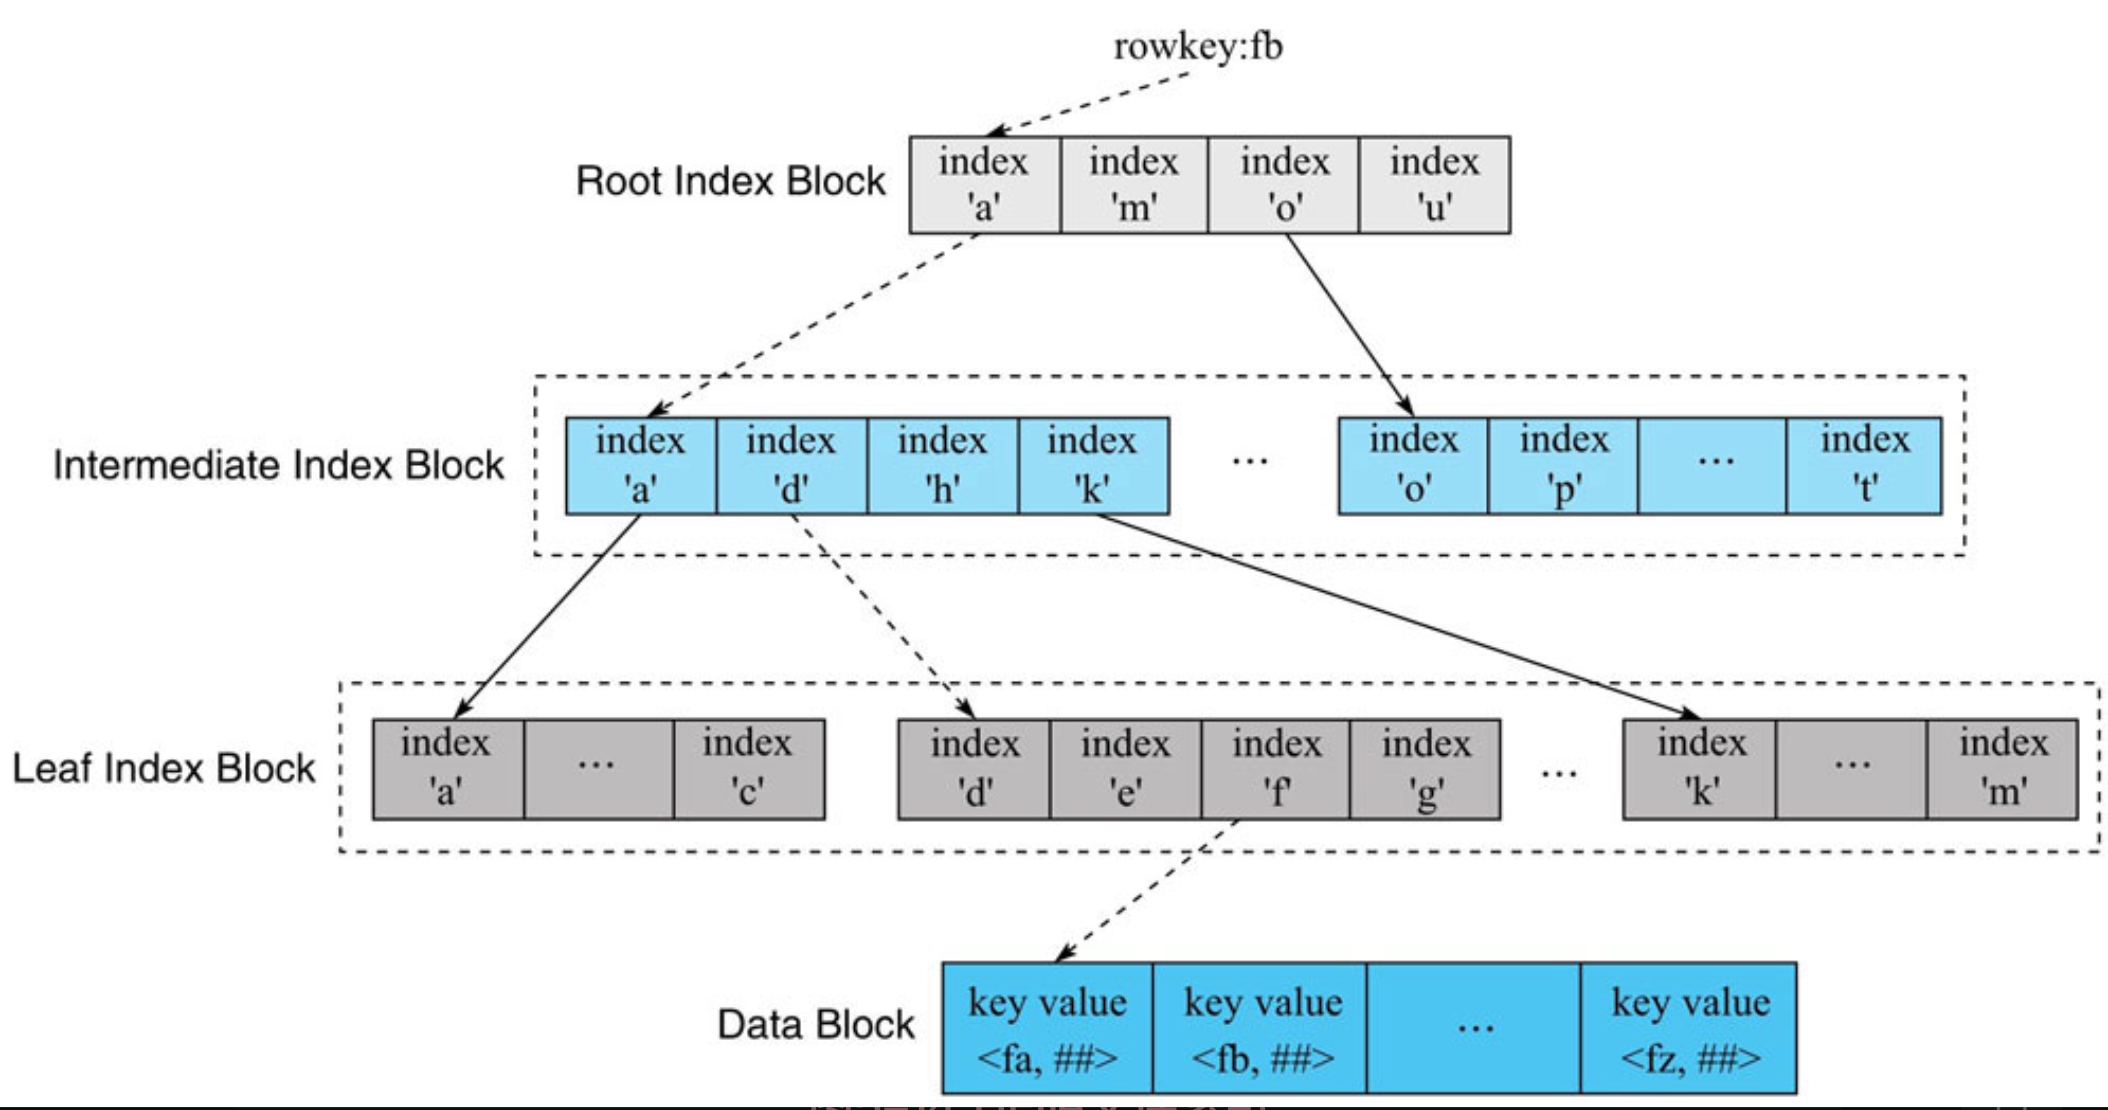 rowkey:fb
Root Index Block
index 'a'
index 'm'
index 'o'
index 'u'
Intermediate Index Block
index 'a'
index 'd'
index 'h'
index 'k'
...
index 'o'
index 'p'
...
index 't'
Leaf Index Block
index 'a'
...
index 'c'
index 'd'
index 'e'
index 'f'
index 'g'
...
index 'k'
...
index 'm'
Data Block
key value
<fa, ##>
key value
<fb, ##>
...
key value
<fz, ##>